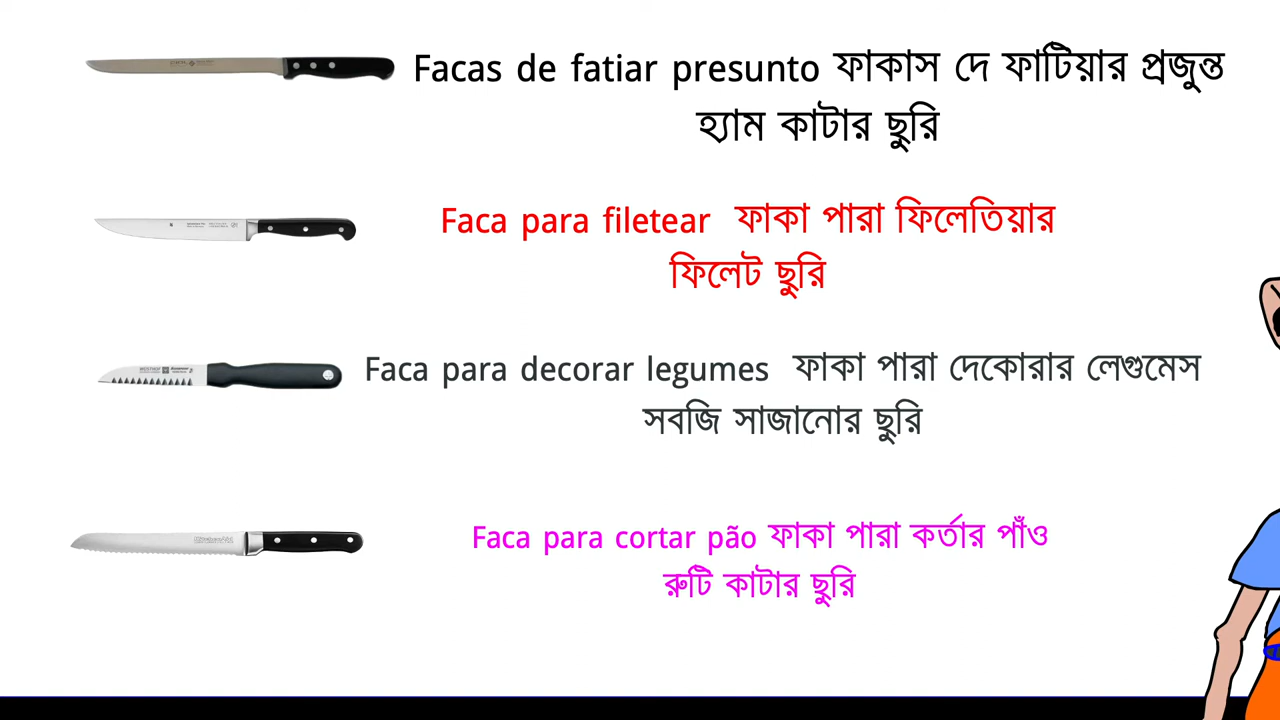 Facas de fatiar presunto ফাকাস দে ফাটিয়ার প্রজুন্ত
হ্যাম কাটার ছুরি
Faca para filetear ফাকা পারা ফিলেতিয়ার
ফিলেট ছুরি
Faca para decorar legumes ফাকা পারা দেকোরার লেগুমেস
সবজি সাজানোর ছুরি
Faca para cortar pão ফাকা পারা কর্তার পাঁও
রুটি কাটার ছুরি